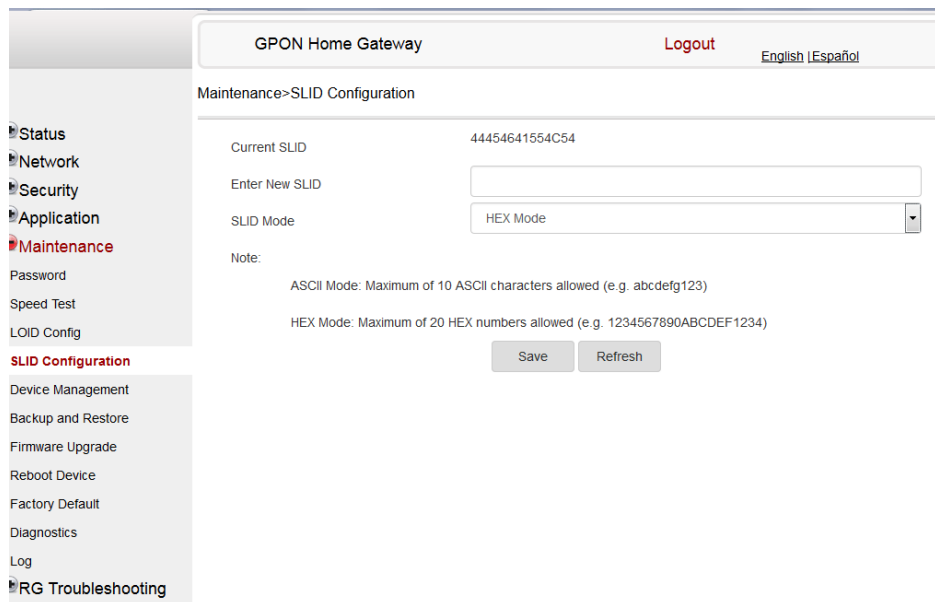 GPON Home Gateway
Logout
English | Español
Maintenance>SLID Configuration
Status
Network
Security
Application
Maintenance
Password
Speed Test
LOID Config
SLID Configuration
Device Management
Backup and Restore
Firmware Upgrade
Reboot Device
Factory Default
Diagnostics
Log
RG Troubleshooting
Current SLID
44454641554C54
Enter New SLID
SLID Mode
HEX Mode
Note:
ASCII Mode: Maximum of 10 ASCII characters allowed (e.g. abcdefg123)
HEX Mode: Maximum of 20 HEX numbers allowed (e.g. 1234567890ABCDEF1234)
Save
Refresh